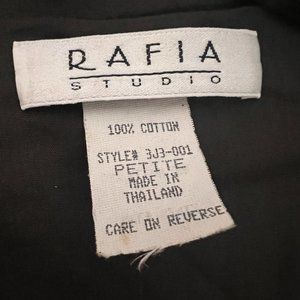 RAFIA
STUDIO
100% COTTON
STYLE# 3J3-001
PETITE
MADE IN
THAILAND
CARE ON REVERSE